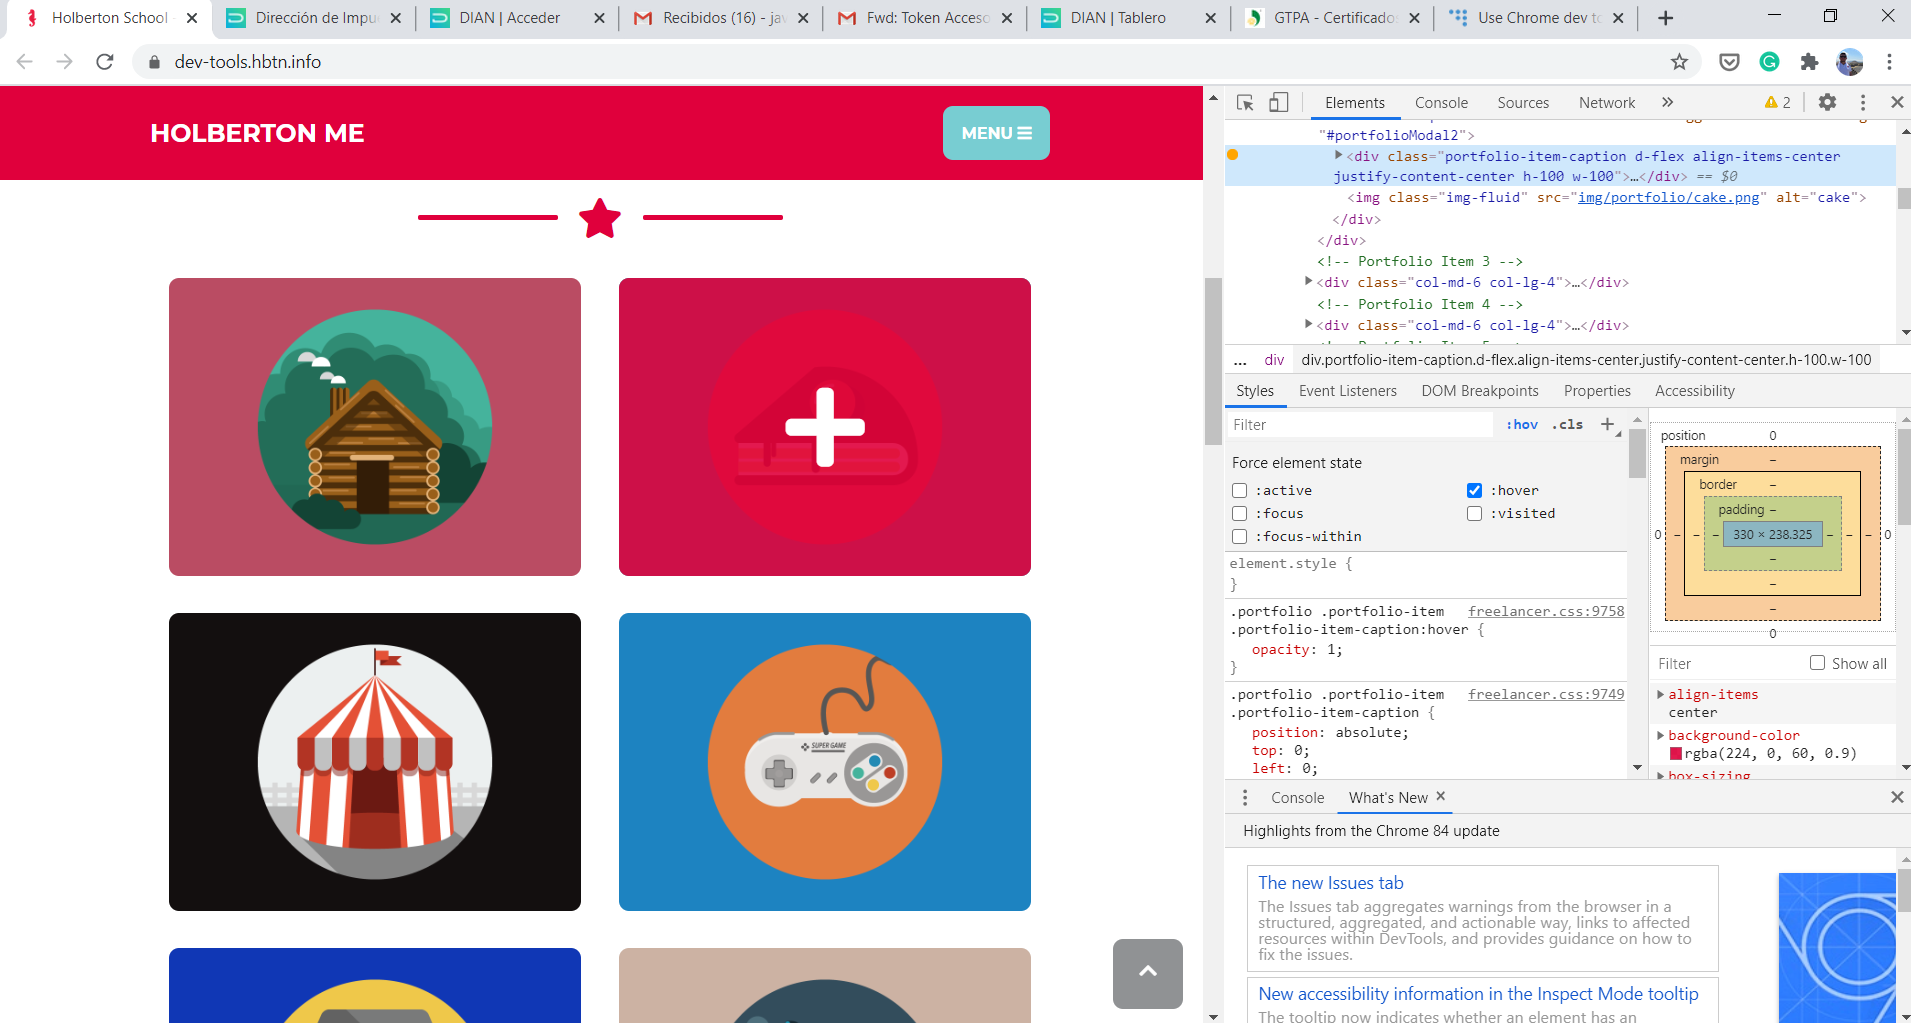 Holberton School
Dirección de Impu
DIAN | Acceder
Recibidos (16) - jav
Fwd: Token Acceso
DIAN | Tablero
GTPA - Certificado
Use Chrome dev to
dev-tools.hbtn.info
HOLBERTON ME
MENU
SUPER GAME
Elements
Console
Sources
Network
»
2
"#portfolioModal2">
<div class="portfolio-item-caption d-flex align-items-center
justify-content-center h-100 w-100">…</div> == $0
<img class="img-fluid" src="img/portfolio/cake.png" alt="cake">
</div>
</div>
<!-- Portfolio Item 3 -->
<div class="col-md-6 col-lg-4">…</div>
<!-- Portfolio Item 4 -->
<div class="col-md-6 col-lg-4">…</div>
... div div.portfolio-item-caption.d-flex.align-items-center.justify-content-center.h-100.w-100
Styles
Event Listeners
DOM Breakpoints
Properties
Accessibility
Filter
:hov .cls +
Force element state
:active
:hover
:focus
:visited
:focus-within
element.style {
}
.portfolio .portfolio-item freelancer.css:9758
.portfolio-item-caption:hover {
opacity: 1;
}
.portfolio .portfolio-item freelancer.css:9749
.portfolio-item-caption {
position: absolute;
top: 0;
left: 0;
position 0
margin –
border –
padding –
0 – – – 330 × 238.325 – – – 0
–
–
–
0
Filter
Show all
align-items
center
background-color
rgba(224, 0, 60, 0.9)
box-sizing
Console
What's New
Highlights from the Chrome 84 update
The new Issues tab
The Issues tab aggregates warnings from the browser in a
structured, aggregated, and actionable way, links to affected
resources within DevTools, and provides guidance on how to
fix the issues.
New accessibility information in the Inspect Mode tooltip
The tooltip now indicates whether an element has an